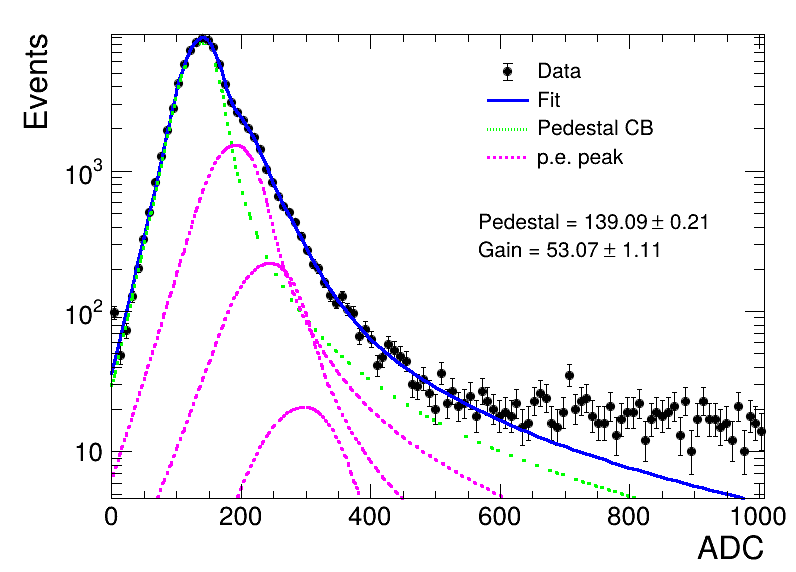 Events
Data
Fit
Pedestal CB
p.e. peak
Pedestal = 139.09 ± 0.21
Gain = 53.07 ± 1.11
10³
10²
10
0 200 400 600 800 1000
ADC